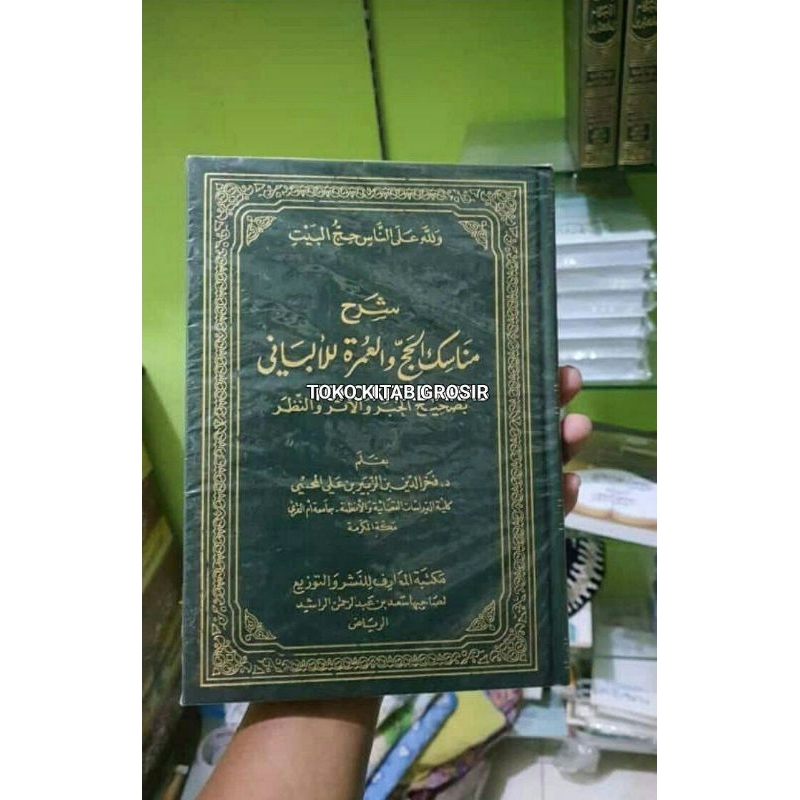 ولله على الناس حج البيت
شرح
مناسك الحج والعمرة للألباني
TOKO KITAB GROSIR
بصحيح الخبر والأثر والنظر
بقلم
د. فخر الدين بن الزبير بن علي المحسي
كلية الدراسات القضائية والأنظمة - جامعة أم القرى
مكة المكرمة
مكتبة المعارف للنشر والتوزيع
لصاحبها سعد بن عبد الرحمن الراشد
الرياض